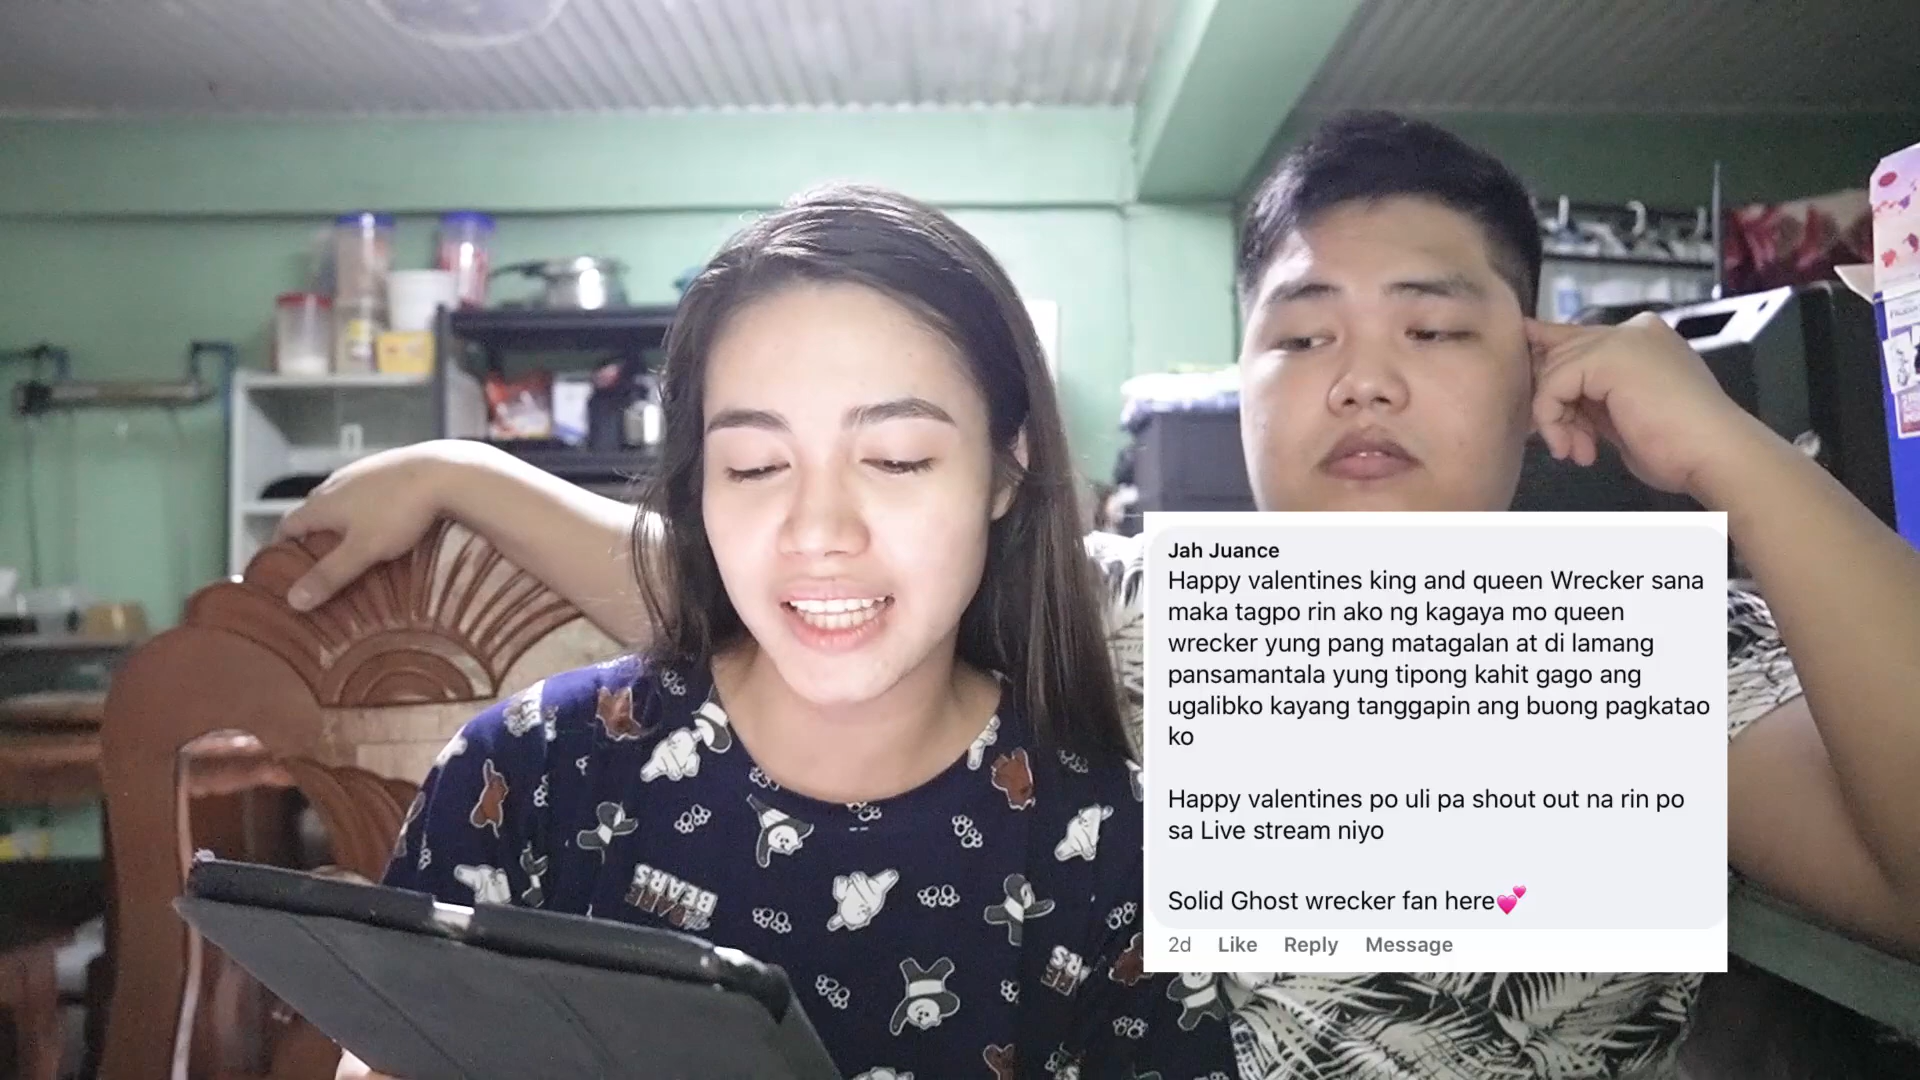 Jah Juance
Happy valentines king and queen Wrecker sana
maka tagpo rin ako ng kagaya mo queen
wrecker yung pang matagalan at di lamang
pansamantala yung tipong kahit gago ang
ugalibko kayang tanggapin ang buong pagkatao
ko
Happy valentines po uli pa shout out na rin po
sa Live stream niyo
Solid Ghost wrecker fan here💕
2d Like Reply Message
BARE
BEARS